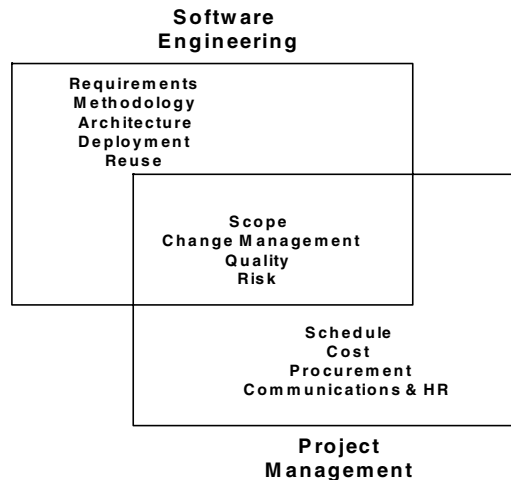 Software
Engineering
Requirements
Methodology
Architecture
Deployment
Reuse
Scope
Change Management
Quality
Risk
Schedule
Cost
Procurement
Communications & HR
Project
Management